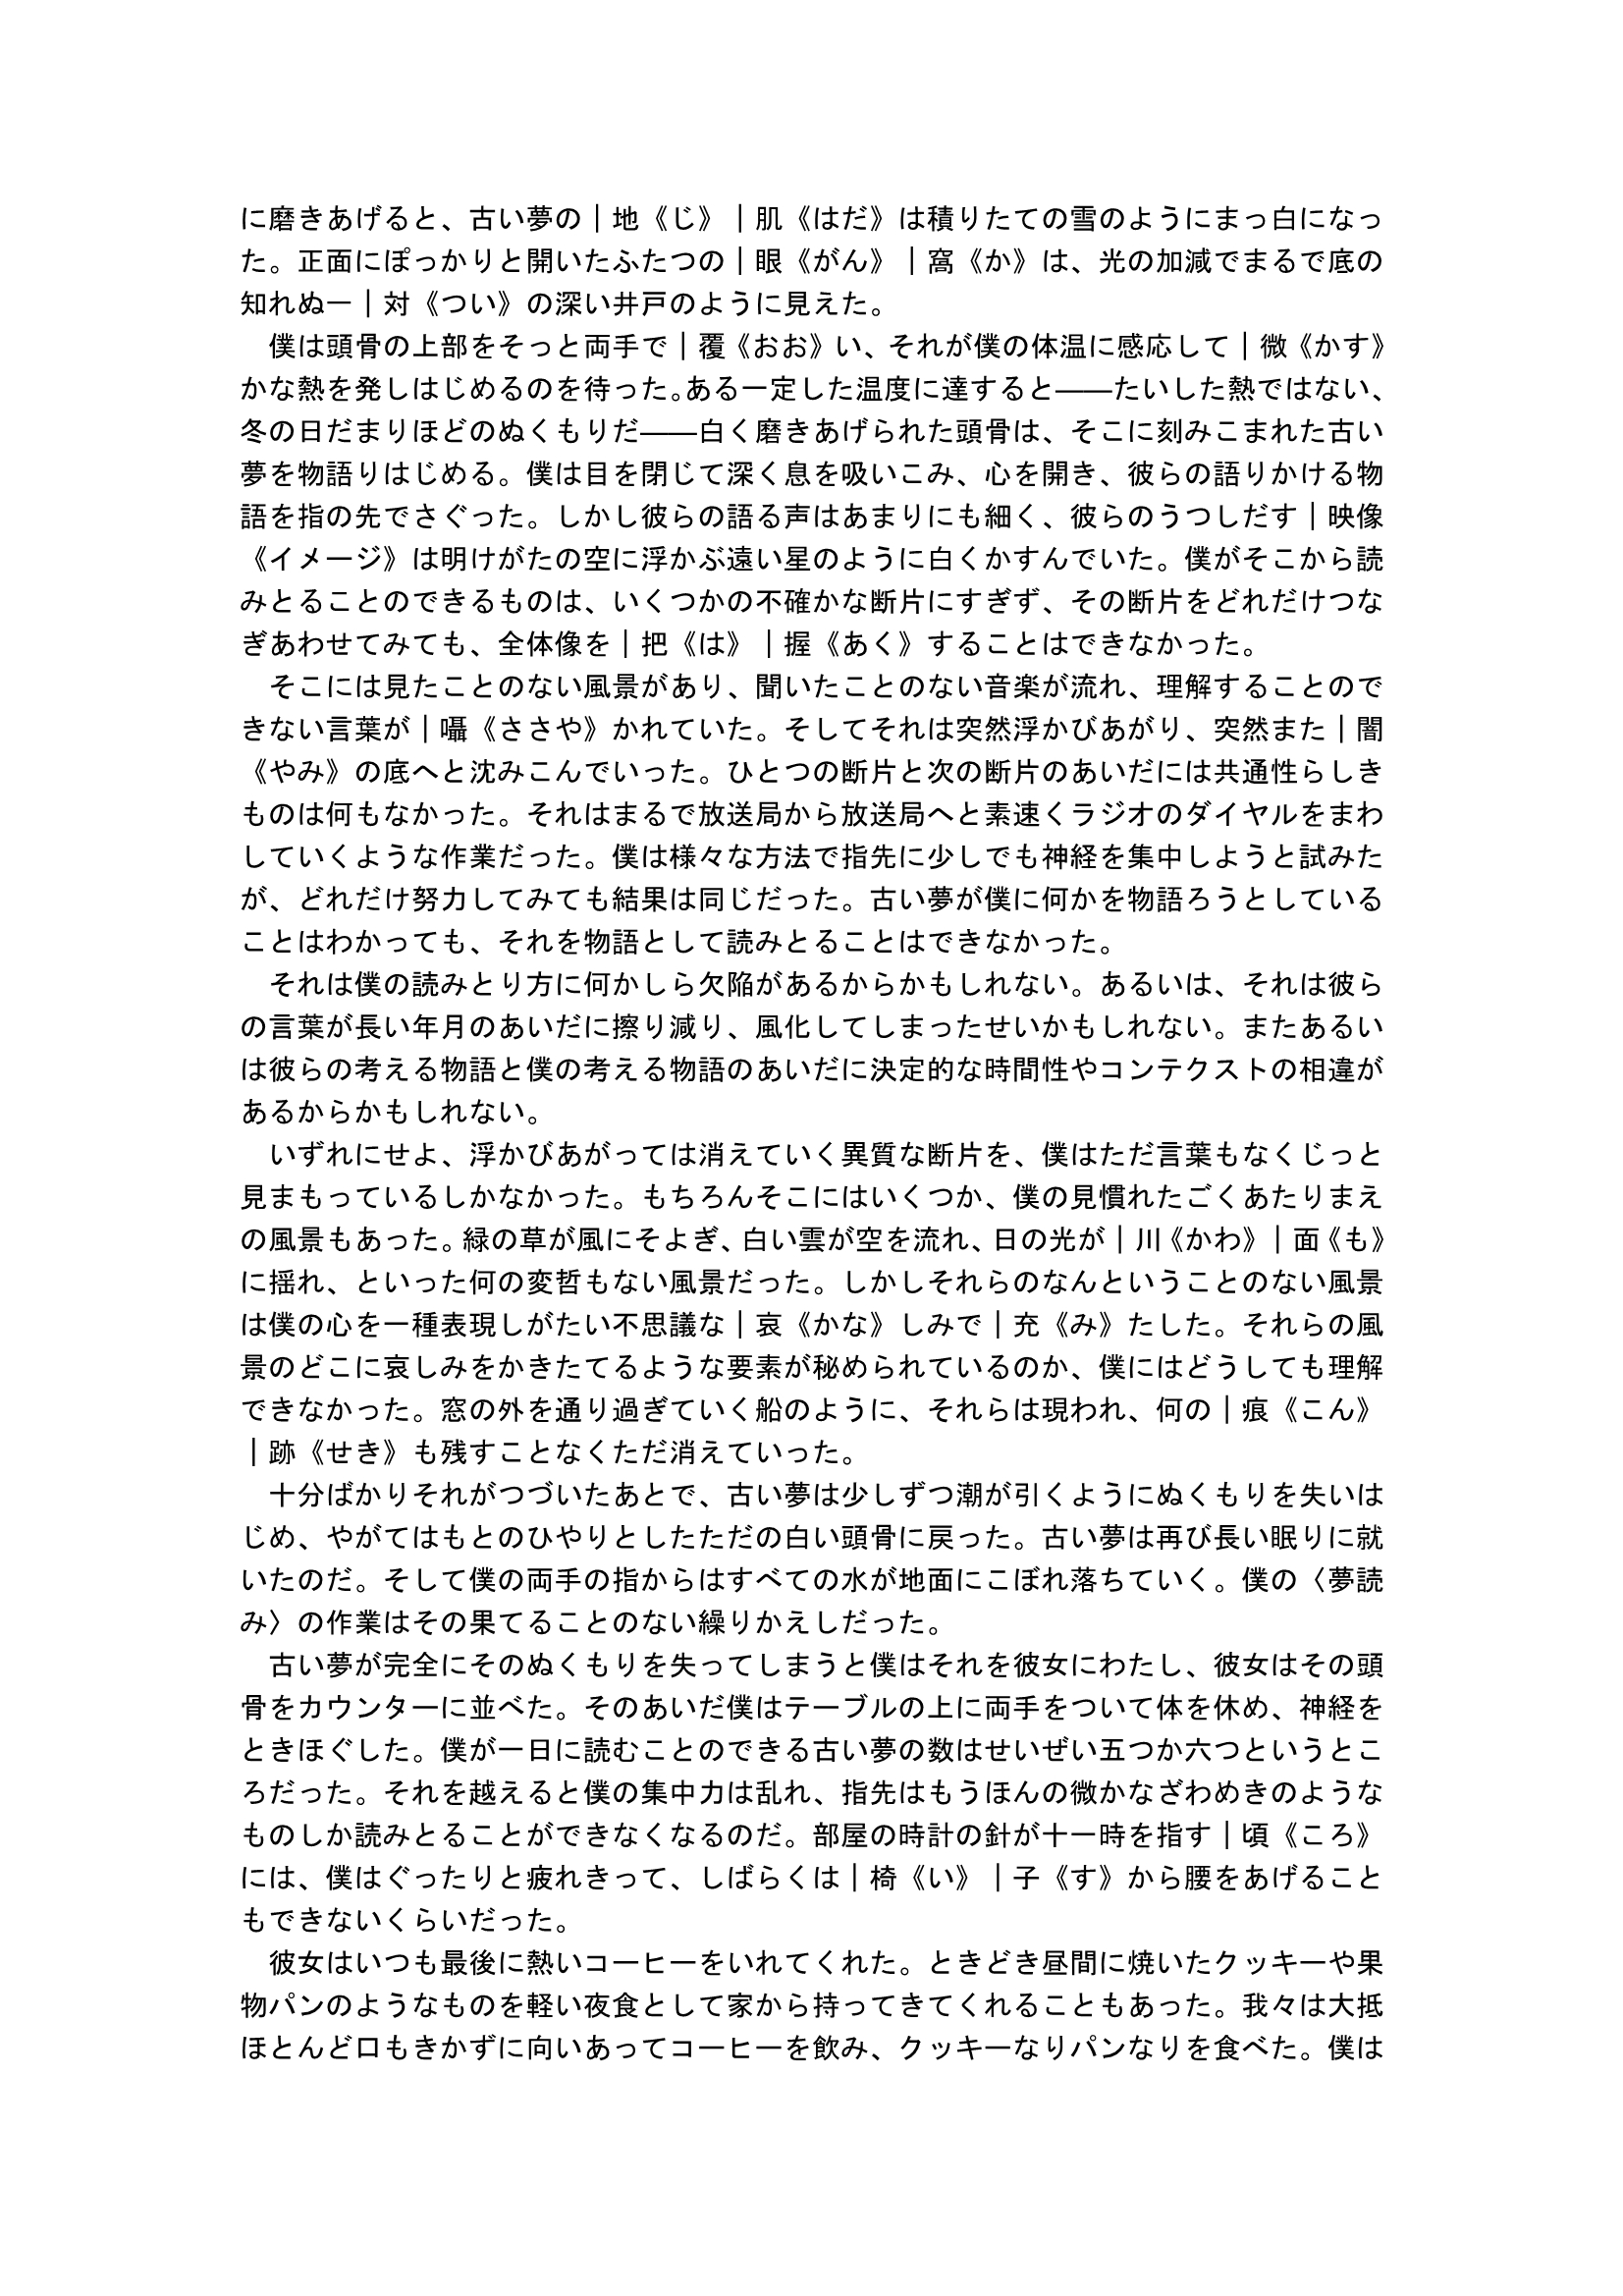 に磨きあげると、古い夢の｜地《じ》｜肌《はだ》は積りたての雪のようにまっ白になっ
た。正面にぽっかりと開いたふたつの｜眼《がん》｜窩《か》は、光の加減でまるで底の
知れぬ一｜対《つい》の深い井戸のように見えた。
　僕は頭骨の上部をそっと両手で｜覆《おお》い、それが僕の体温に感応して｜微《かす》
かな熱を発しはじめるのを待った。ある一定した温度に達すると――たいした熱ではない、
冬の日だまりほどのぬくもりだ――白く磨きあげられた頭骨は、そこに刻みこまれた古い
夢を物語りはじめる。僕は目を閉じて深く息を吸いこみ、心を開き、彼らの語りかける物
語を指の先でさぐった。しかし彼らの語る声はあまりにも細く、彼らのうつしだす｜映像
《イメージ》は明けがたの空に浮かぶ遠い星のように白くかすんでいた。僕がそこから読
みとることのできるものは、いくつかの不確かな断片にすぎず、その断片をどれだけつな
ぎあわせてみても、全体像を｜把《は》｜握《あく》することはできなかった。
　そこには見たことのない風景があり、聞いたことのない音楽が流れ、理解することので
きない言葉が｜囁《ささや》かれていた。そしてそれは突然浮かびあがり、突然また｜闇
《やみ》の底へと沈みこんでいった。ひとつの断片と次の断片のあいだには共通性らしき
ものは何もなかった。それはまるで放送局から放送局へと素速くラジオのダイヤルをまわ
していくような作業だった。僕は様々な方法で指先に少しでも神経を集中しようと試みた
が、どれだけ努力してみても結果は同じだった。古い夢が僕に何かを物語ろうとしている
ことはわかっても、それを物語として読みとることはできなかった。
　それは僕の読みとり方に何かしら欠陥があるからかもしれない。あるいは、それは彼ら
の言葉が長い年月のあいだに擦り減り、風化してしまったせいかもしれない。またあるい
は彼らの考える物語と僕の考える物語のあいだに決定的な時間性やコンテクストの相違が
あるからかもしれない。
　いずれにせよ、浮かびあがっては消えていく異質な断片を、僕はただ言葉もなくじっと
見まもっているしかなかった。もちろんそこにはいくつか、僕の見慣れたごくあたりまえ
の風景もあった。緑の草が風にそよぎ、白い雲が空を流れ、日の光が｜川《かわ》｜面《も》
に揺れ、といった何の変哲もない風景だった。しかしそれらのなんということのない風景
は僕の心を一種表現しがたい不思議な｜哀《かな》しみで｜充《み》たした。それらの風
景のどこに哀しみをかきたてるような要素が秘められているのか、僕にはどうしても理解
できなかった。窓の外を通り過ぎていく船のように、それらは現われ、何の｜痕《こん》
｜跡《せき》も残すことなくただ消えていった。
　十分ばかりそれがつづいたあとで、古い夢は少しずつ潮が引くようにぬくもりを失いは
じめ、やがてはもとのひやりとしたただの白い頭骨に戻った。古い夢は再び長い眠りに就
いたのだ。そして僕の両手の指からはすべての水が地面にこぼれ落ちていく。僕の〈夢読
み〉の作業はその果てることのない繰りかえしだった。
　古い夢が完全にそのぬくもりを失ってしまうと僕はそれを彼女にわたし、彼女はその頭
骨をカウンターに並べた。そのあいだ僕はテーブルの上に両手をついて体を休め、神経を
ときほぐした。僕が一日に読むことのできる古い夢の数はせいぜい五つか六つというとこ
ろだった。それを越えると僕の集中力は乱れ、指先はもうほんの微かなざわめきのような
ものしか読みとることができなくなるのだ。部屋の時計の針が十一時を指す｜頃《ころ》
には、僕はぐったりと疲れきって、しばらくは｜椅《い》｜子《す》から腰をあげること
もできないくらいだった。
　彼女はいつも最後に熱いコーヒーをいれてくれた。ときどき昼間に焼いたクッキーや果
物パンのようなものを軽い夜食として家から持ってきてくれることもあった。我々は大抵
ほとんど口もきかずに向いあってコーヒーを飲み、クッキーなりパンなりを食べた。僕は